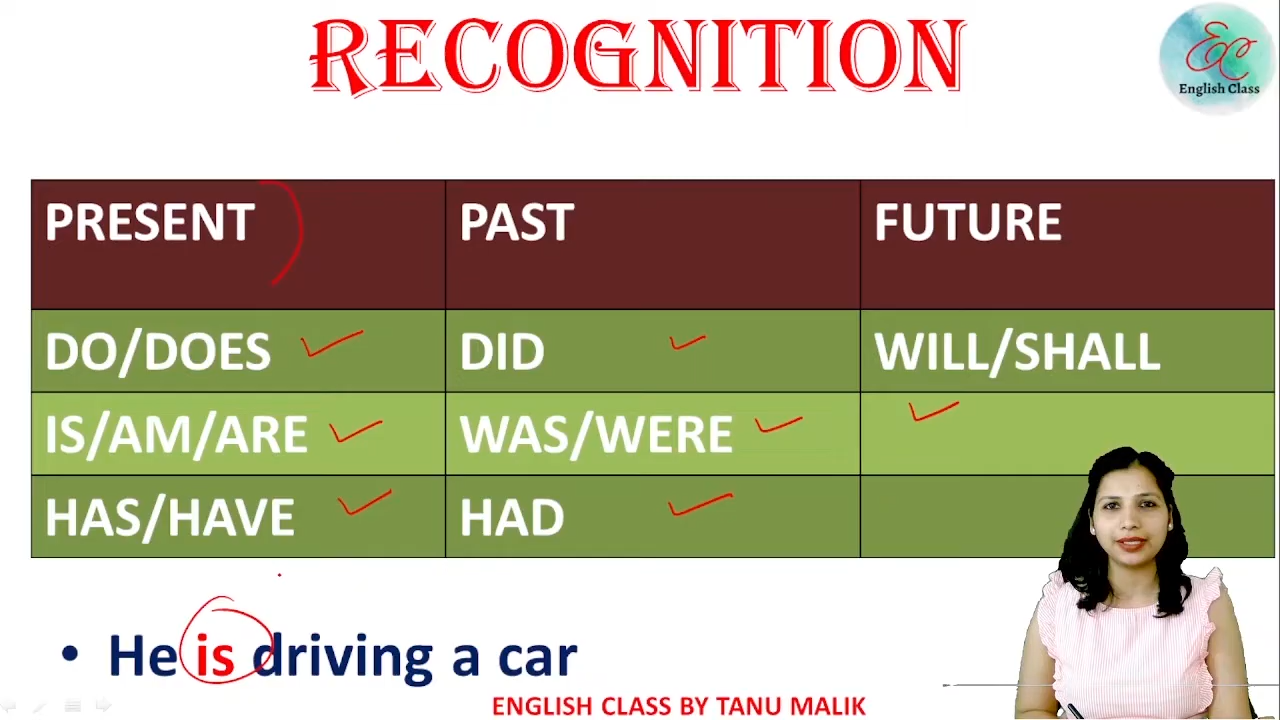 RECOGNITION
EC
English Class
PRESENT PAST FUTURE
DO/DOES DID WILL/SHALL
IS/AM/ARE WAS/WERE
HAS/HAVE HAD
• He is driving a car
ENGLISH CLASS BY TANU MALIK